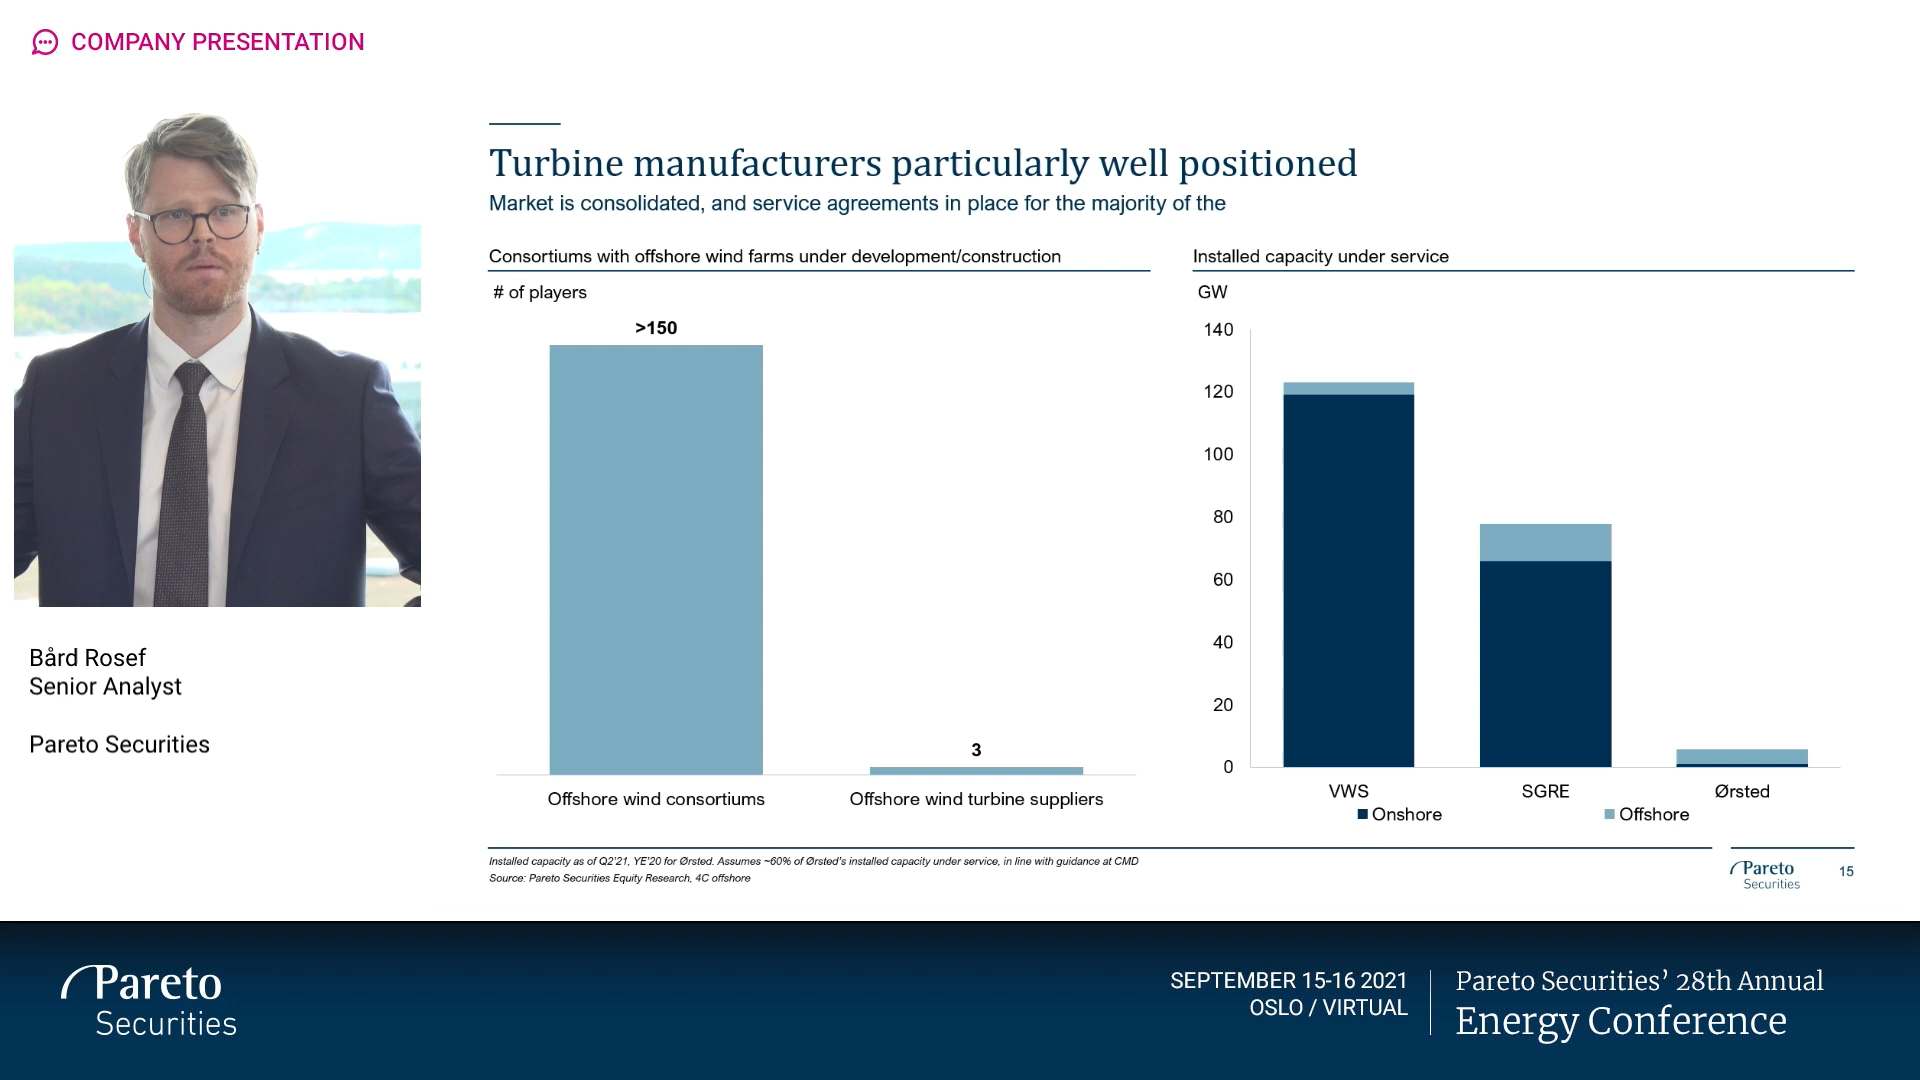 COMPANY PRESENTATION
Bård Rosef
Senior Analyst
Pareto Securities
Turbine manufacturers particularly well positioned
Market is consolidated, and service agreements in place for the majority of the
Consortiums with offshore wind farms under development/construction
# of players
>150
3
Offshore wind consortiums
Offshore wind turbine suppliers
Installed capacity under service
GW
140
120
100
80
60
40
20
0
VWS
SGRE
Ørsted
Onshore
Offshore
Installed capacity as of Q2'21, YE'20 for Ørsted. Assumes ~60% of Ørsted's installed capacity under service, in line with guidance at CMD
Source: Pareto Securities Equity Research, 4C offshore
Pareto
Securities
15
Pareto
Securities
SEPTEMBER 15-16 2021
OSLO / VIRTUAL
Pareto Securities’ 28th Annual
Energy Conference